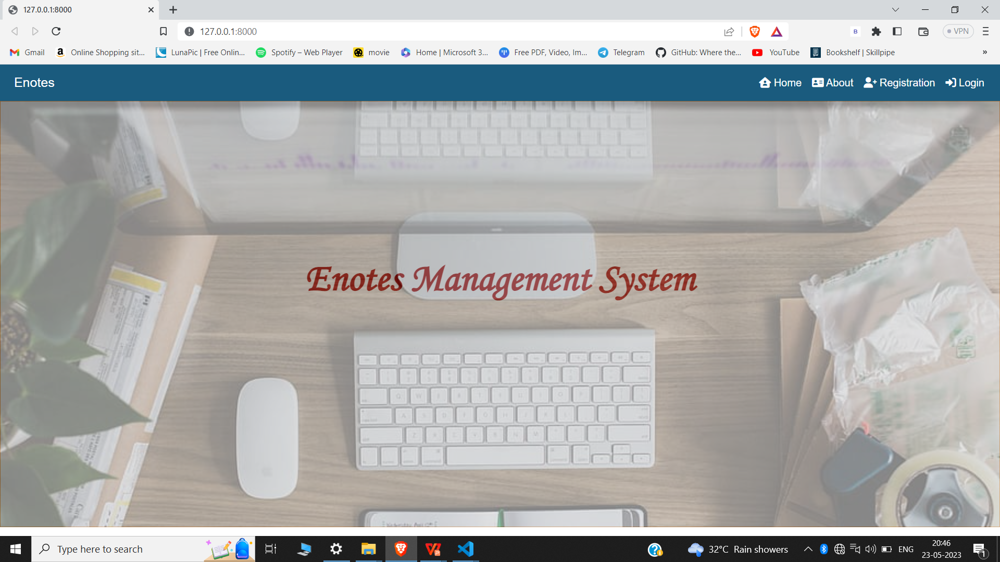 127.0.0.1:8000
127.0.0.1:8000
B
VPN
Gmail
Online Shopping sit...
LunaPic | Free Onlin...
Spotify – Web Player
movie
Home | Microsoft 3...
Free PDF, Video, Im...
Telegram
GitHub: Where the...
YouTube
Bookshelf | Skillpipe
»
Enotes
Home
About
Registration
Login
Enotes Management System
Type here to search
32°C Rain showers
ENG
20:46
23-05-2023
1